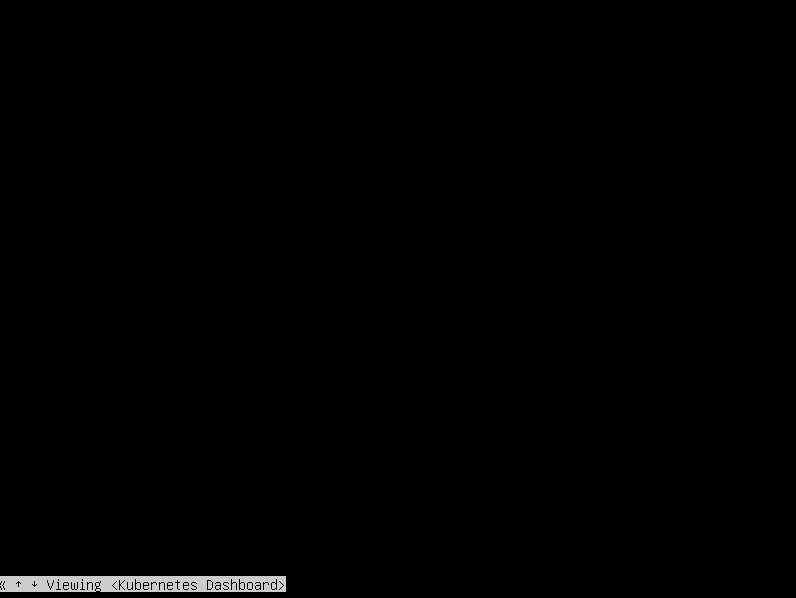 « ↑ ↓ Viewing <Kubernetes Dashboard>